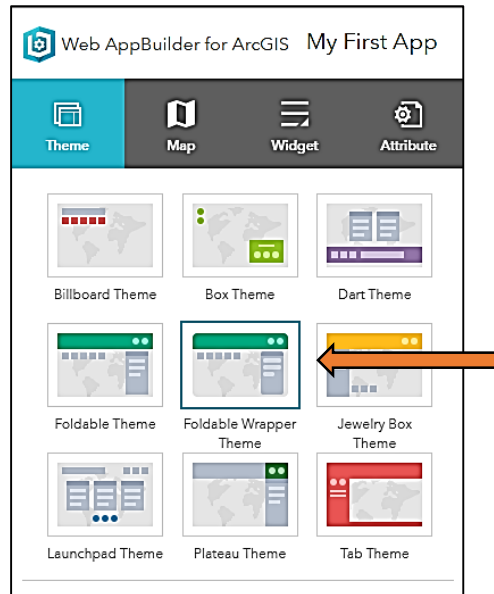 Web AppBuilder for ArcGIS My First App
Theme Map Widget Attribute
Billboard Theme Box Theme Dart Theme
Foldable Theme Foldable Wrapper Theme Jewelry Box Theme
Launchpad Theme Plateau Theme Tab Theme